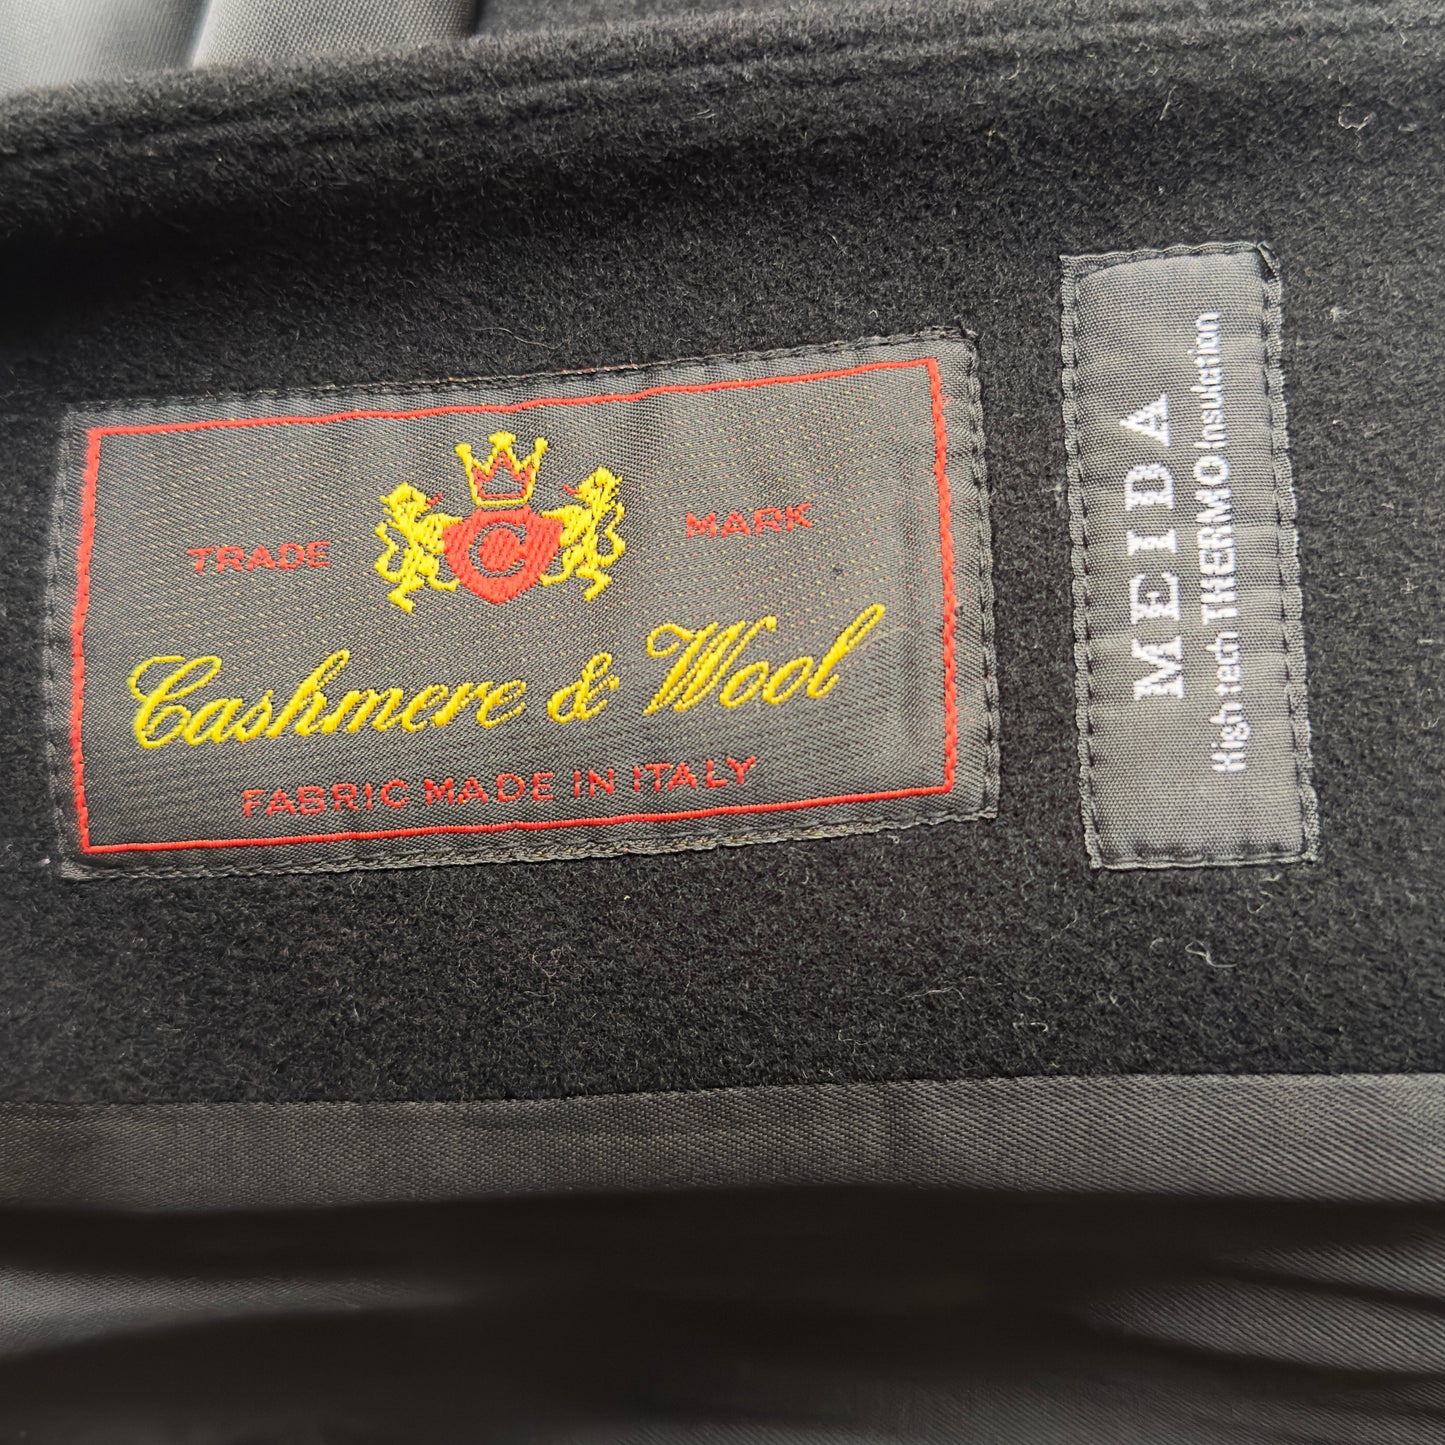 TRADE MARK
C
Cashmere & Wool
FABRIC MADE IN ITALY
MEIDA
High tech THERMO Insulation